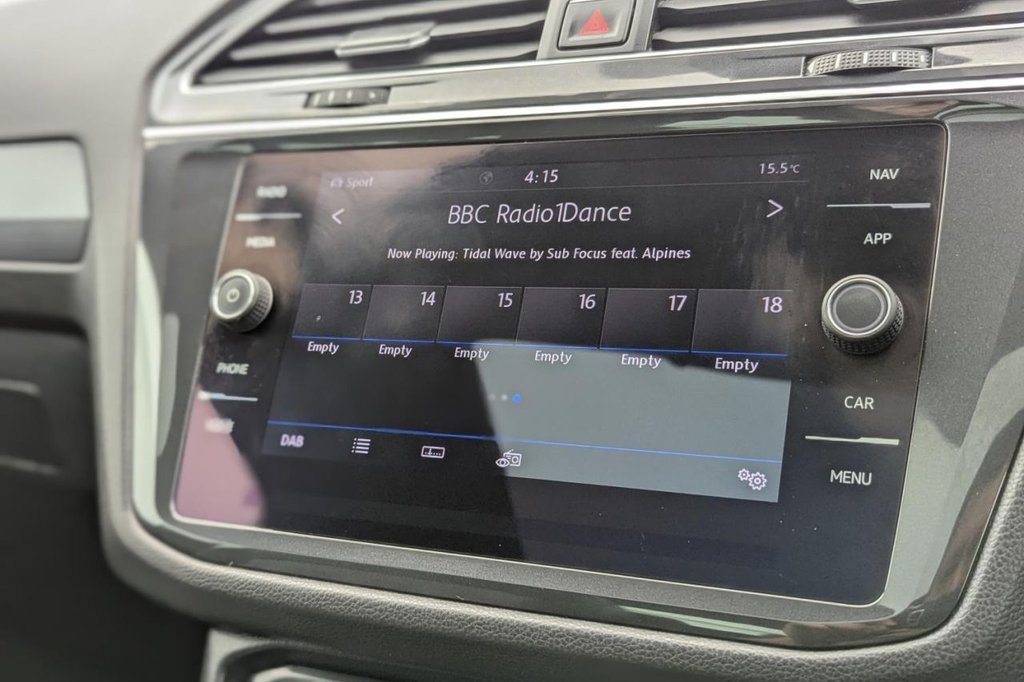 Sport 4:15 15.5°C
BBC Radio1Dance
Now Playing: Tidal Wave by Sub Focus feat. Alpines
13 14 15 16 17 18
Empty Empty Empty Empty Empty Empty
DAB
RADIO
MEDIA
PHONE
NAV
APP
CAR
MENU